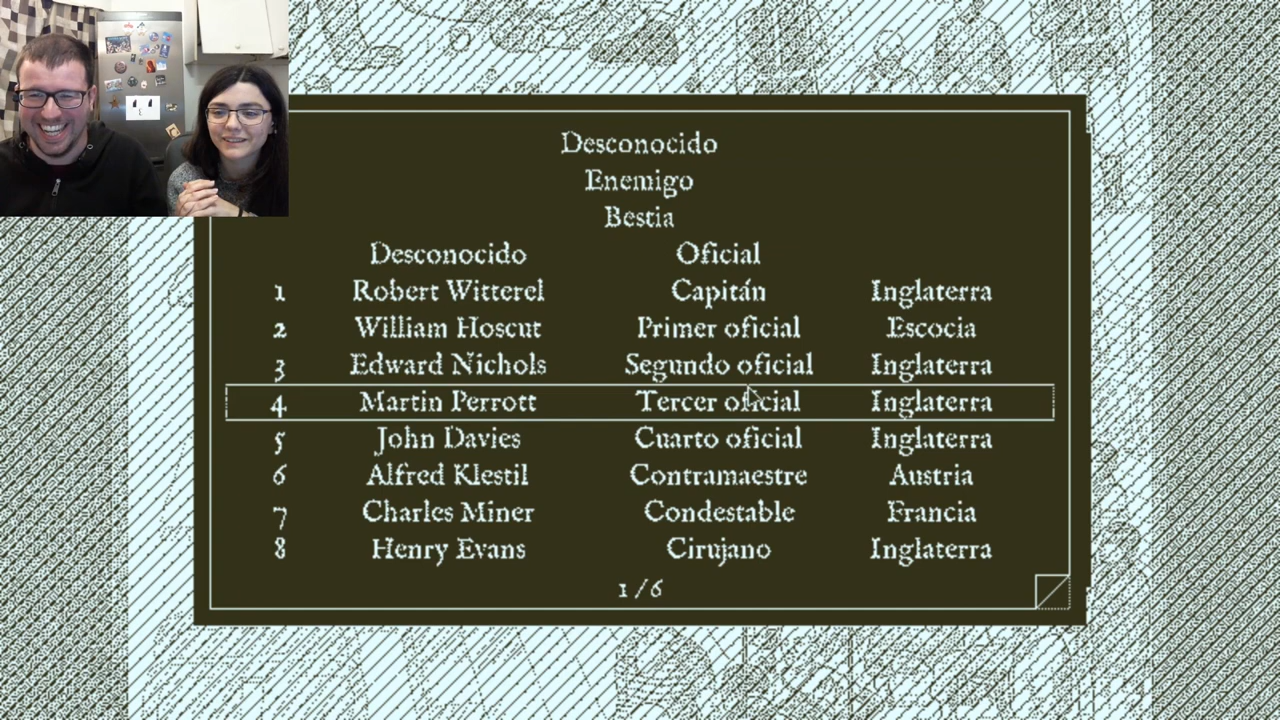 Desconocido
Enemigo
Bestia
Desconocido Oficial
1 Robert Witterel Capitán Inglaterra
2 William Hoscut Primer oficial Escocia
3 Edward Nichols Segundo oficial Inglaterra
4 Martin Perrott Tercer oficial Inglaterra
5 John Davies Cuarto oficial Inglaterra
6 Alfred Klestil Contramaestre Austria
7 Charles Miner Condestable Francia
8 Henry Evans Cirujano Inglaterra
1/6